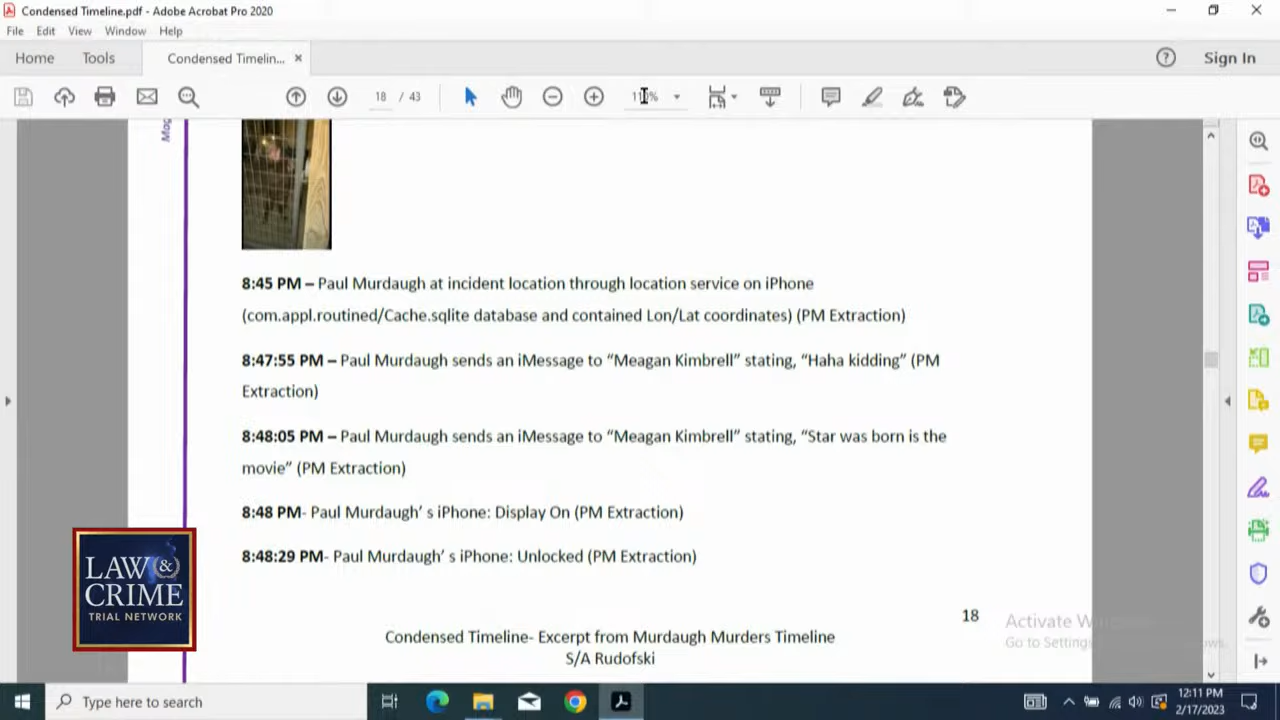 Condensed Timeline.pdf - Adobe Acrobat Pro 2020
File Edit View Window Help
Home Tools Condensed Timelin... × Sign In
18 / 43
8:45 PM – Paul Murdaugh at incident location through location service on iPhone
(com.appl.routined/Cache.sqlite database and contained Lon/Lat coordinates) (PM Extraction)
8:47:55 PM – Paul Murdaugh sends an iMessage to “Meagan Kimbrell” stating, “Haha kidding” (PM
Extraction)
8:48:05 PM – Paul Murdaugh sends an iMessage to “Meagan Kimbrell” stating, “Star was born is the
movie” (PM Extraction)
8:48 PM- Paul Murdaugh’ s iPhone: Display On (PM Extraction)
8:48:29 PM- Paul Murdaugh’ s iPhone: Unlocked (PM Extraction)
18
Condensed Timeline- Excerpt from Murdaugh Murders Timeline
S/A Rudofski
Activate
Go to Settings
LAW &
CRIME
TRIAL NETWORK
Type here to search
12:11 PM
2/17/2023